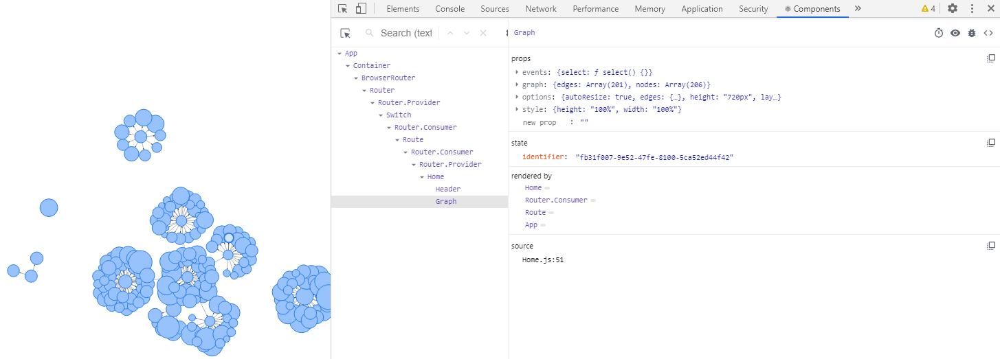 Elements Console Sources Network Performance Memory Application Security Components » 4
Search (text
Graph
App
Container
BrowserRouter
Router
Router.Provider
Switch
Router.Consumer
Route
Router.Consumer
Router.Provider
Home
Header
Graph
props
events: {select: ƒ select() {}}
graph: {edges: Array(201), nodes: Array(206)}
options: {autoResize: true, edges: {…}, height: "720px", lay…}
style: {height: "100%", width: "100%"}
new prop : ""
state
identifier: "fb31f007-9e52-47fe-8100-5ca52ed44f42"
rendered by
Home
Router.Consumer
Route
App
source
Home.js:51